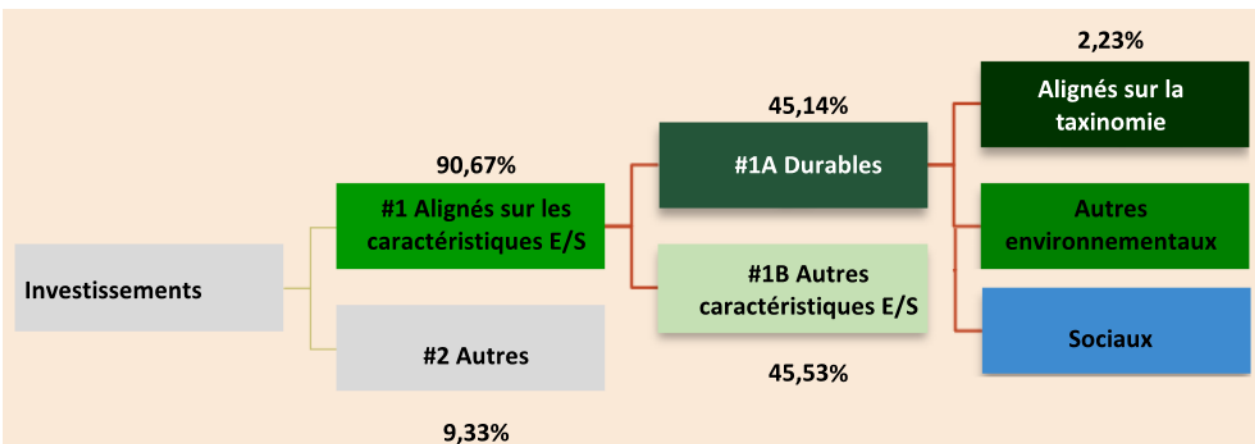 2,23%
Alignés sur la
taxinomie
45,14%
#1A Durables
90,67%
#1 Alignés sur les
caractéristiques E/S
Autres
environnementaux
Investissements
#1B Autres
caractéristiques E/S
#2 Autres
Sociaux
45,53%
9,33%